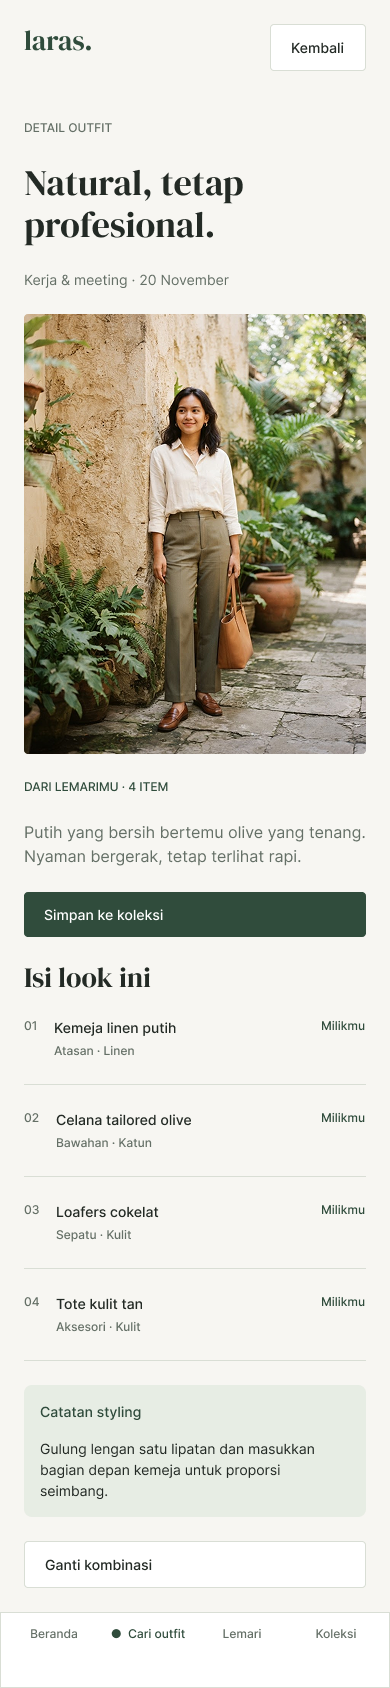 laras.
Kembali
DETAIL OUTFIT
Natural, tetap
profesional.
Kerja & meeting · 20 November
DARI LEMARIMU · 4 ITEM
Putih yang bersih bertemu olive yang tenang.
Nyaman bergerak, tetap terlihat rapi.
Simpan ke koleksi
Isi look ini
01 Kemeja linen putih Milikmu
Atasan · Linen
02 Celana tailored olive Milikmu
Bawahan · Katun
03 Loafers cokelat Milikmu
Sepatu · Kulit
04 Tote kulit tan Milikmu
Aksesori · Kulit
Catatan styling
Gulung lengan satu lipatan dan masukkan
bagian depan kemeja untuk proporsi
seimbang.
Ganti kombinasi
Beranda Cari outfit Lemari Koleksi